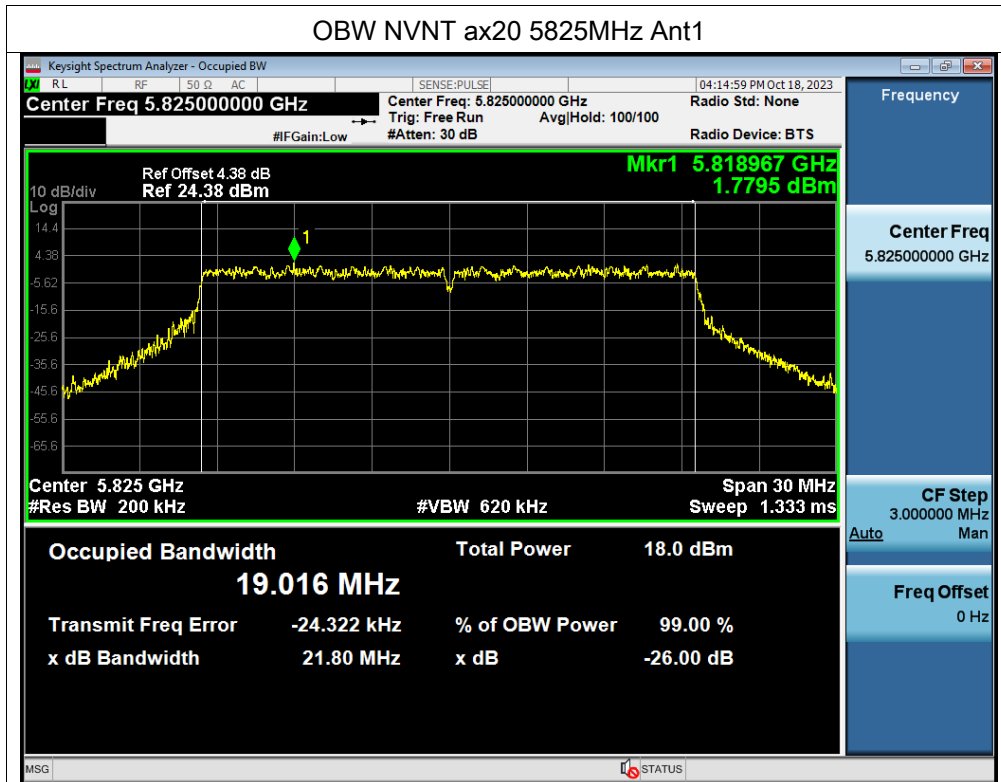 OBW NVNT ax20 5825MHz Ant1
Keysight Spectrum Analyzer - Occupied BW
LXI RL RF 50 Ω AC SENSE:PULSE 04:14:59 PM Oct 18, 2023
Center Freq 5.825000000 GHz
Center Freq: 5.825000000 GHz
Radio Std: None
Trig: Free Run Avg|Hold: 100/100
#IFGain:Low
#Atten: 30 dB
Radio Device: BTS
Frequency
Mkr1 5.818967 GHz
1.7795 dBm
Ref Offset 4.38 dB
10 dB/div Ref 24.38 dBm
Log
14.4
4.38
-5.62
-15.6
-25.6
-35.6
-45.6
-55.6
-65.6
1
Center 5.825 GHz
Span 30 MHz
#Res BW 200 kHz
#VBW 620 kHz
Sweep 1.333 ms
Center Freq
5.825000000 GHz
CF Step
3.000000 MHz
Auto Man
Freq Offset
0 Hz
Occupied Bandwidth
19.016 MHz
Total Power 18.0 dBm
Transmit Freq Error -24.322 kHz
% of OBW Power 99.00 %
x dB Bandwidth 21.80 MHz
x dB -26.00 dB
MSG
STATUS